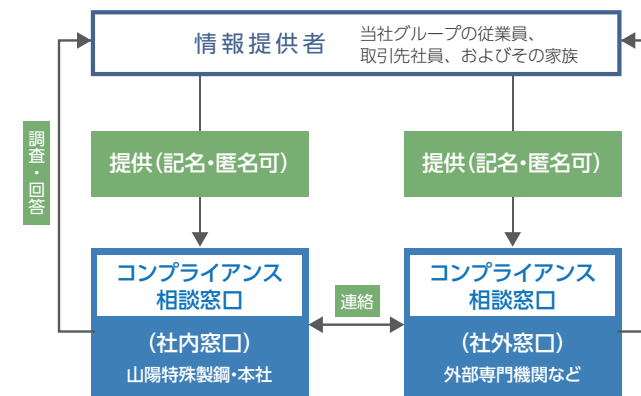 情報提供者
当社グループの従業員、
取引先社員、およびその家族
調査・回答
提供（記名・匿名可）
提供（記名・匿名可）
コンプライアンス
相談窓口
（社内窓口）
山陽特殊製鋼・本社
連絡
コンプライアンス
相談窓口
（社外窓口）
外部専門機関など